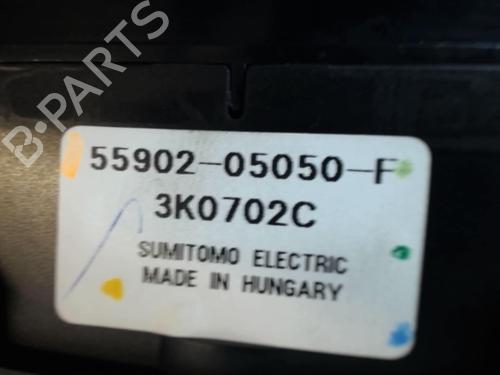 B-PARTS
55902-05050-F
3K0702C
SUMITOMO ELECTRIC
MADE IN HUNGARY